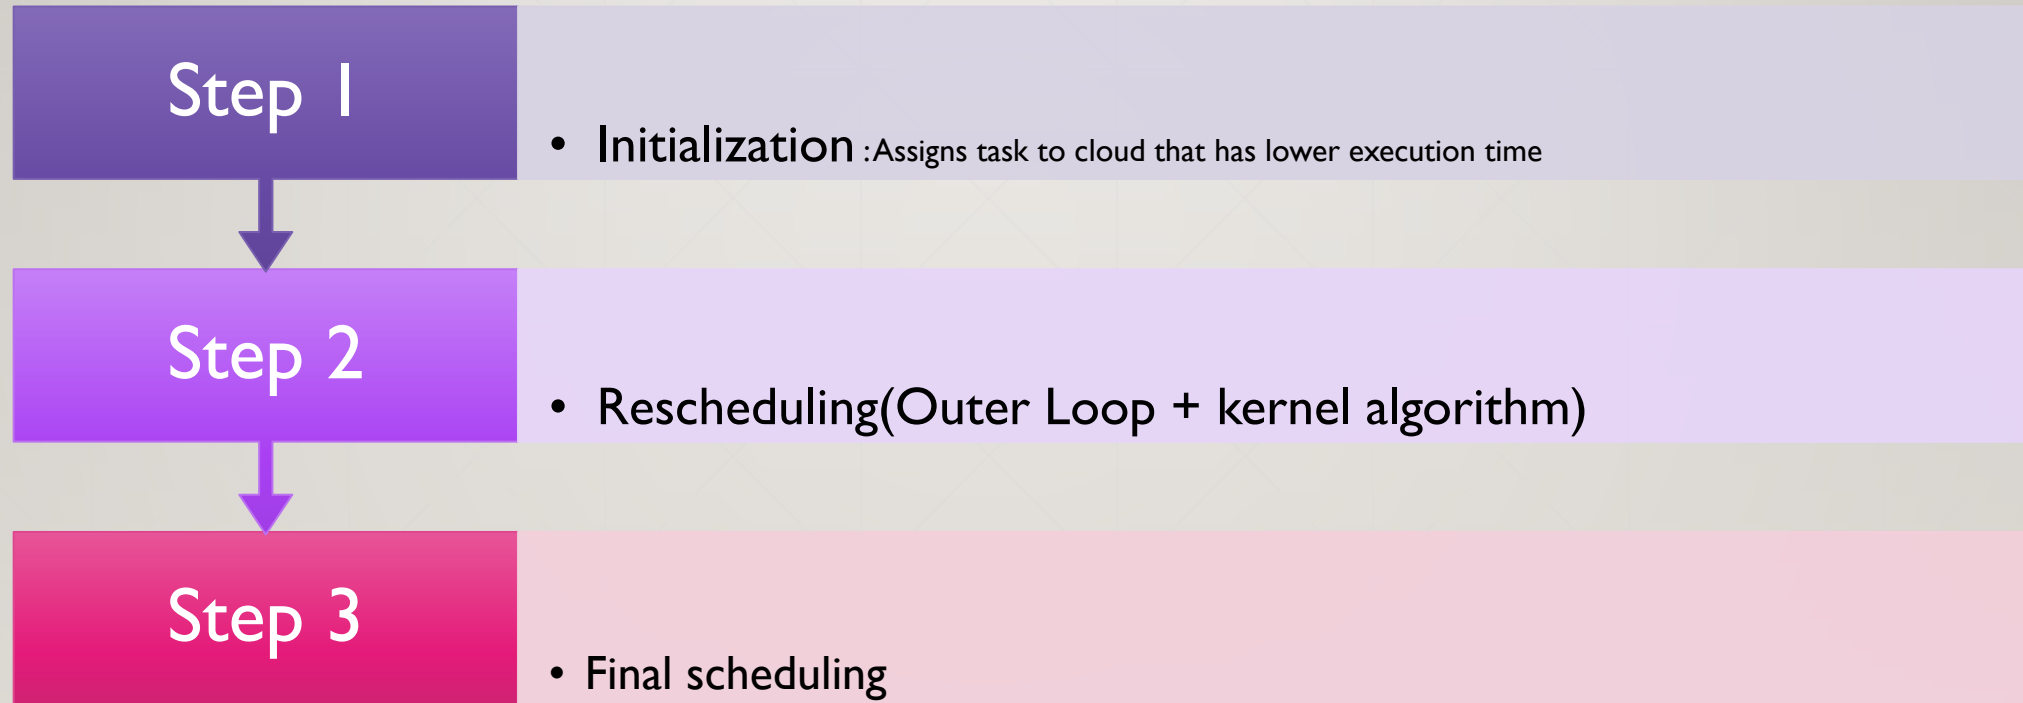 Step 1
• Initialization :Assigns task to cloud that has lower execution time
Step 2
• Rescheduling(Outer Loop + kernel algorithm)
Step 3
• Final scheduling